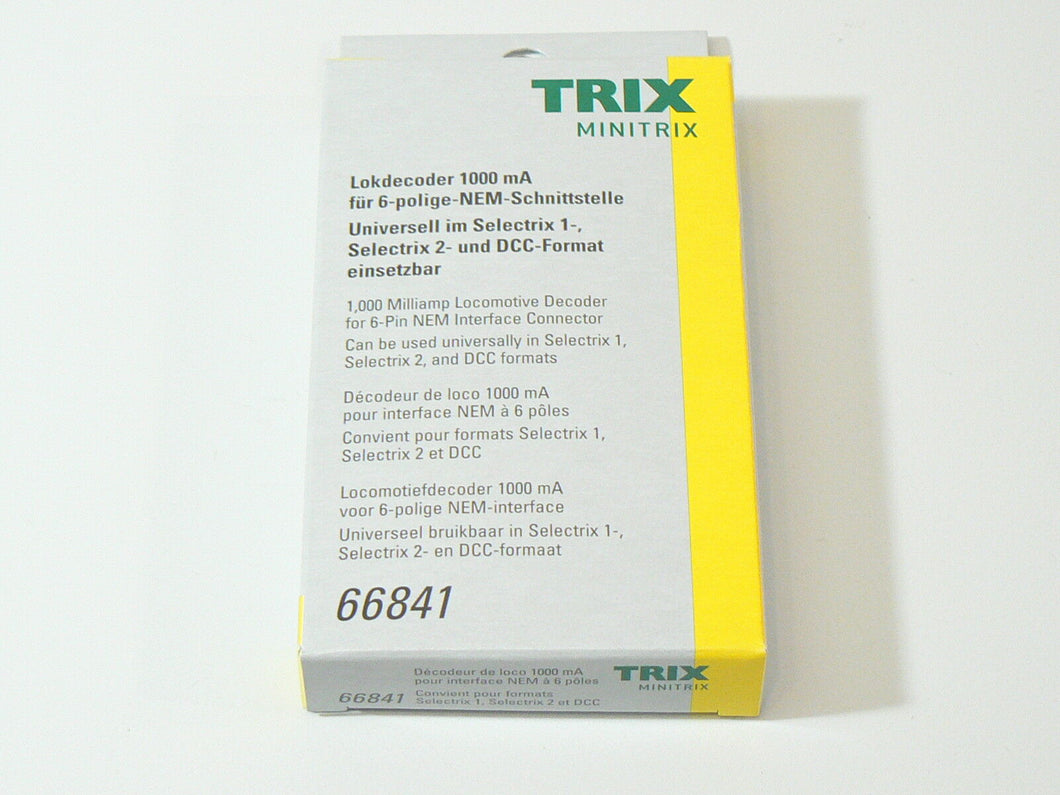 TRIX
MINITRIX
Lokdecoder 1000 mA
für 6-polige-NEM-Schnittstelle
Universell im Selectrix 1-,
Selectrix 2- und DCC-Format
einsetzbar
1,000 Milliamp Locomotive Decoder
for 6-Pin NEM Interface Connector
Can be used universally in Selectrix 1,
Selectrix 2, and DCC formats
Décodeur de loco 1000 mA
pour interface NEM à 6 pôles
Convient pour formats Selectrix 1,
Selectrix 2 et DCC
Locomotiefdecoder 1000 mA
voor 6-polige NEM-interface
Universeel bruikbaar in Selectrix 1-,
Selectrix 2- en DCC-formaat
66841
Décodeur de loco 1000 mA
pour interface NEM à 6 pôles
66841
Convient pour formats
Selectrix 1, Selectrix 2 et DCC
TRIX
MINITRIX